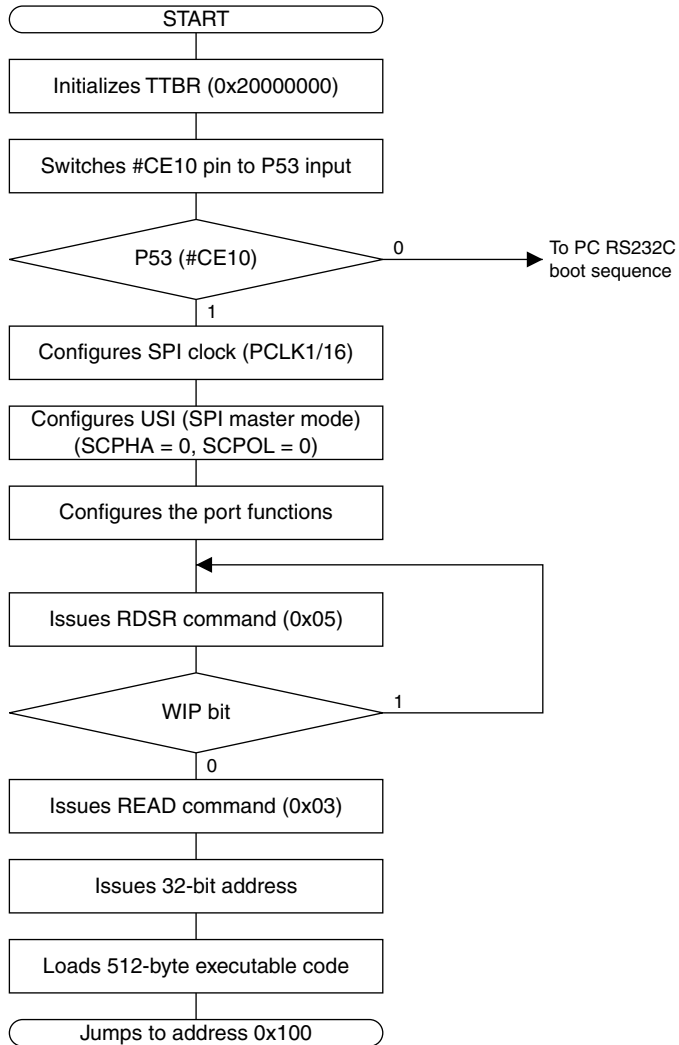 START
Initializes TTBR (0x20000000)
Switches #CE10 pin to P53 input
P53 (#CE10)
0
To PC RS232C
boot sequence
1
Configures SPI clock (PCLK1/16)
Configures USI (SPI master mode)
(SCPHA = 0, SCPOL = 0)
Configures the port functions
Issues RDSR command (0x05)
WIP bit
1
0
Issues READ command (0x03)
Issues 32-bit address
Loads 512-byte executable code
Jumps to address 0x100